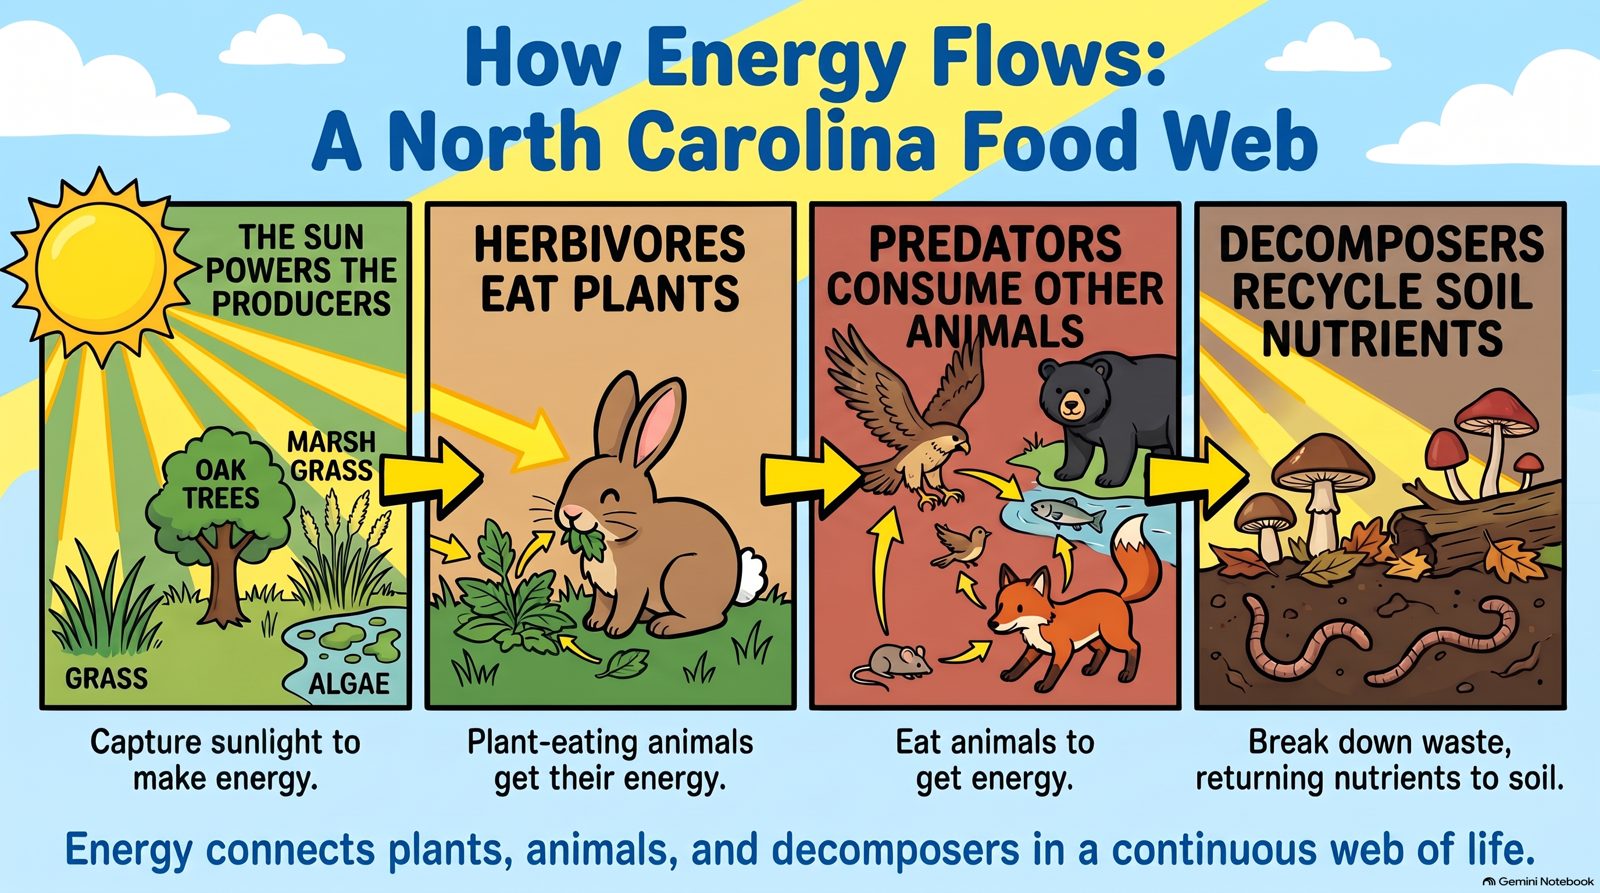 How Energy Flows:
A North Carolina Food Web
THE SUN
POWERS THE
PRODUCERS
OAK
TREES
MARSH
GRASS
GRASS
ALGAE
Capture sunlight to
make energy.
HERBIVORES
EAT PLANTS
Plant-eating animals
get their energy.
PREDATORS
CONSUME OTHER
ANIMALS
Eat animals to
get energy.
DECOMPOSERS
RECYCLE SOIL
NUTRIENTS
Break down waste,
returning nutrients to soil.
Energy connects plants, animals, and decomposers in a continuous web of life.
Gemini Notebook